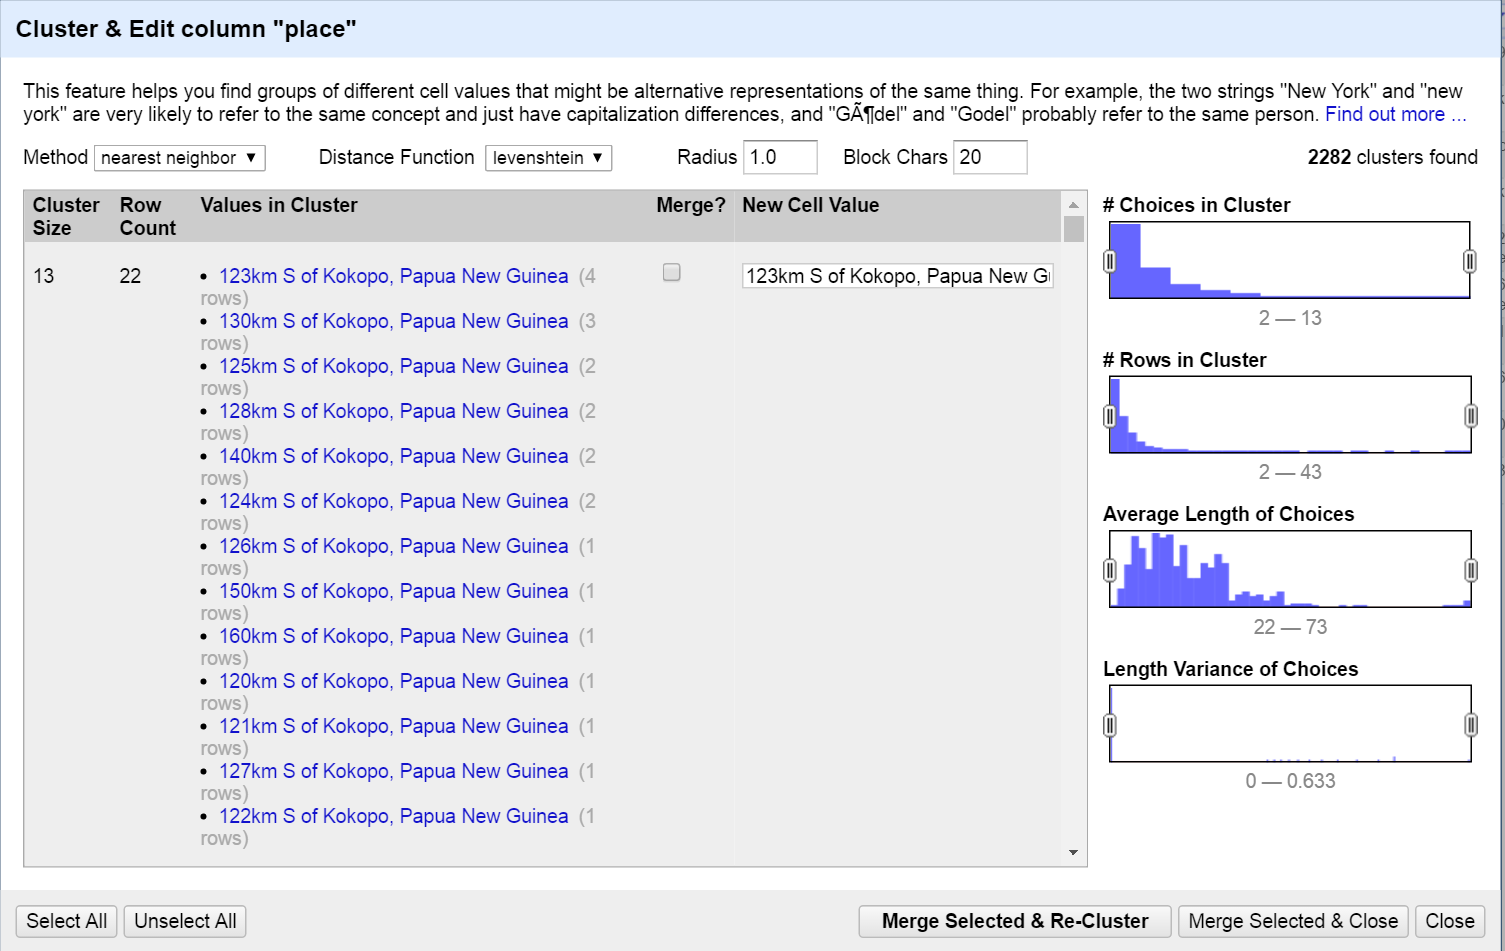 Cluster & Edit column "place"
This feature helps you find groups of different cell values that might be alternative representations of the same thing. For example, the two strings "New York" and "new
york" are very likely to refer to the same concept and just have capitalization differences, and "GÃ¶del" and "Godel" probably refer to the same person. Find out more ...
Method nearest neighbor ▼ Distance Function levenshtein ▼ Radius 1.0 Block Chars 20 2282 clusters found
Cluster Size
Row Count
Values in Cluster
Merge?
New Cell Value
13
22
• 123km S of Kokopo, Papua New Guinea (4
rows)
• 130km S of Kokopo, Papua New Guinea (3
rows)
• 125km S of Kokopo, Papua New Guinea (2
rows)
• 128km S of Kokopo, Papua New Guinea (2
rows)
• 140km S of Kokopo, Papua New Guinea (2
rows)
• 124km S of Kokopo, Papua New Guinea (2
rows)
• 126km S of Kokopo, Papua New Guinea (1
rows)
• 150km S of Kokopo, Papua New Guinea (1
rows)
• 160km S of Kokopo, Papua New Guinea (1
rows)
• 120km S of Kokopo, Papua New Guinea (1
rows)
• 121km S of Kokopo, Papua New Guinea (1
rows)
• 127km S of Kokopo, Papua New Guinea (1
rows)
• 122km S of Kokopo, Papua New Guinea (1
rows)
123km S of Kokopo, Papua New G
# Choices in Cluster
2 — 13
# Rows in Cluster
2 — 43
Average Length of Choices
22 — 73
Length Variance of Choices
0 — 0.633
Select All
Unselect All
Merge Selected & Re-Cluster
Merge Selected & Close
Close